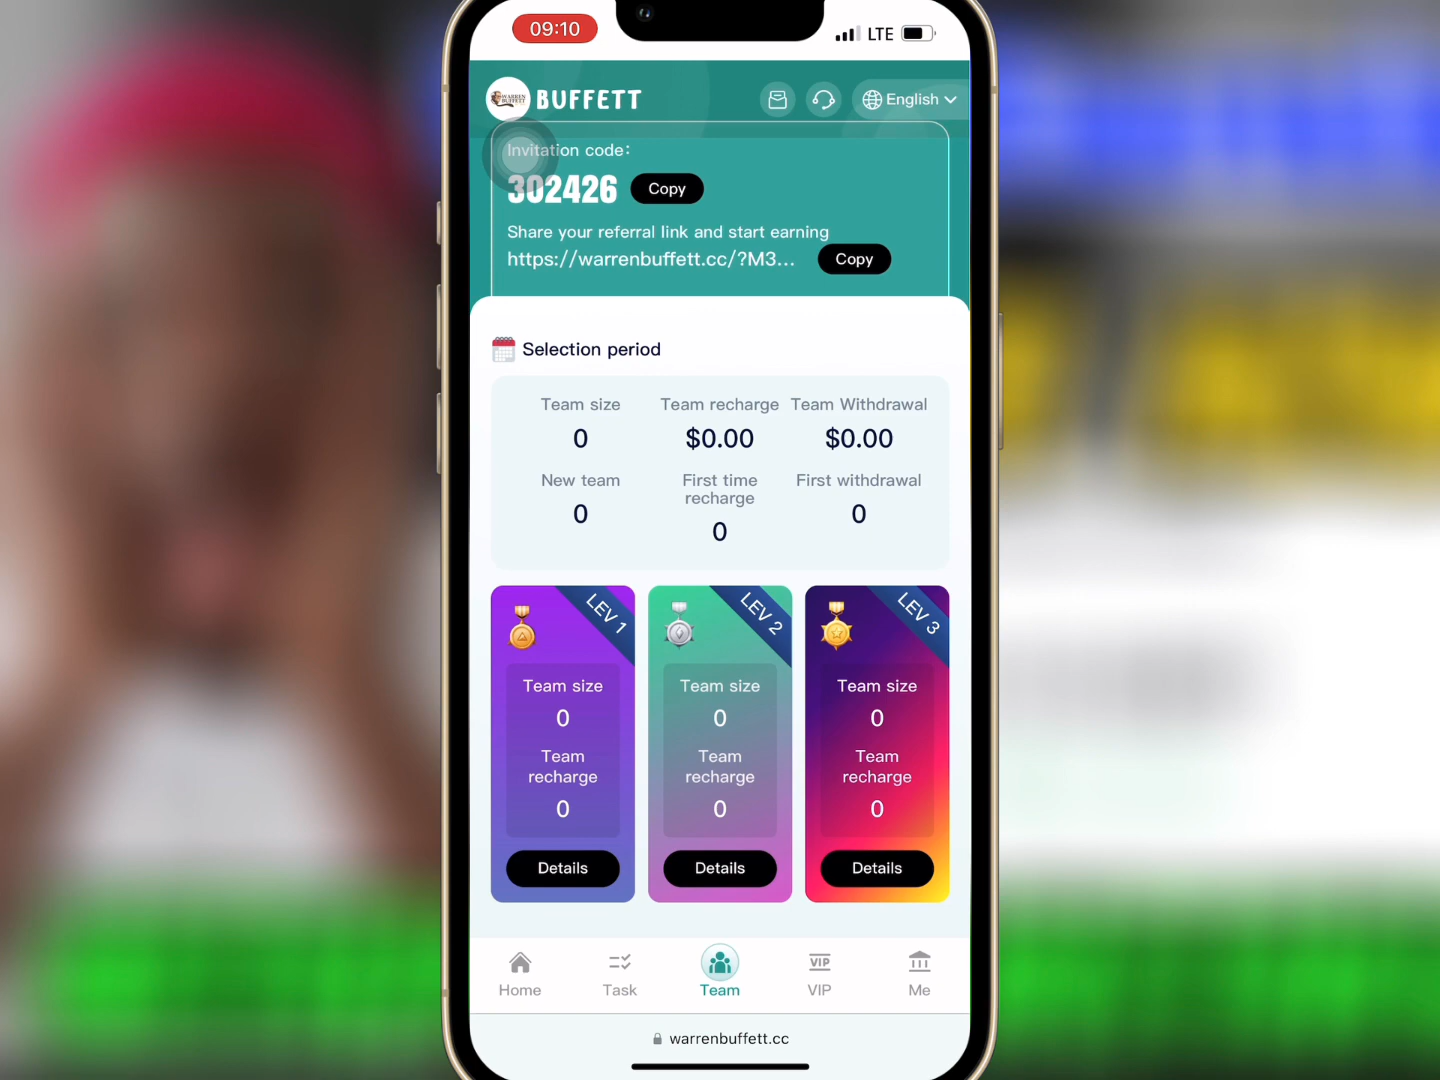 09:10
LTE
WARREN
BUFFETT
BUFFETT
English
Invitation code:
302426
Copy
Share your referral link and start earning
https://warrenbuffett.cc/?M3...
Copy
Selection period
Team size
Team recharge
Team Withdrawal
0
$0.00
$0.00
New team
First time recharge
First withdrawal
0
0
0
LEV 1
LEV 2
LEV 3
Team size
Team size
Team size
0
0
0
Team recharge
Team recharge
Team recharge
0
0
0
Details
Details
Details
Home
Task
Team
VIP
VIP
Me
warrenbuffett.cc